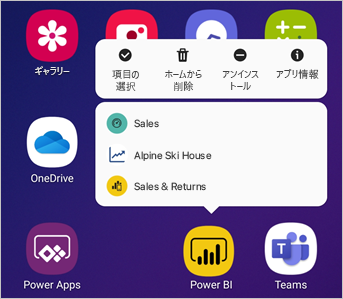 項目の
選択
ホームから
削除
アンインス
トール
アプリ情報
ギャラリー
Sales
Alpine Ski House
Sales & Returns
OneDrive
Power Apps
Power BI
Teams